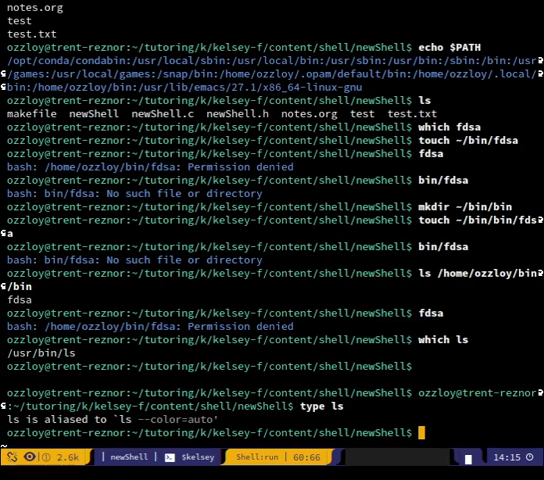 notes.org
test
test.txt
ozzloy@trent-reznor:~/tutoring/k/kelsey-f/content/shell/newShell$ echo $PATH
/opt/conda/condabin:/usr/local/sbin:/usr/local/bin:/usr/sbin:/usr/bin:/sbin:/bin:/usr
/games:/usr/local/games:/snap/bin:/home/ozzloy/.opam/default/bin:/home/ozzloy/.local/
bin:/home/ozzloy/bin:/usr/lib/emacs/27.1/x86_64-linux-gnu
ozzloy@trent-reznor:~/tutoring/k/kelsey-f/content/shell/newShell$ ls
makefile newShell newShell.c newShell.h notes.org test test.txt
ozzloy@trent-reznor:~/tutoring/k/kelsey-f/content/shell/newShell$ which fdsa
ozzloy@trent-reznor:~/tutoring/k/kelsey-f/content/shell/newShell$ touch ~/bin/fdsa
ozzloy@trent-reznor:~/tutoring/k/kelsey-f/content/shell/newShell$ fdsa
bash: /home/ozzloy/bin/fdsa: Permission denied
ozzloy@trent-reznor:~/tutoring/k/kelsey-f/content/shell/newShell$ bin/fdsa
bash: bin/fdsa: No such file or directory
ozzloy@trent-reznor:~/tutoring/k/kelsey-f/content/shell/newShell$ mkdir ~/bin/bin
ozzloy@trent-reznor:~/tutoring/k/kelsey-f/content/shell/newShell$ touch ~/bin/bin/fds
a
ozzloy@trent-reznor:~/tutoring/k/kelsey-f/content/shell/newShell$ bin/fdsa
bash: bin/fdsa: No such file or directory
ozzloy@trent-reznor:~/tutoring/k/kelsey-f/content/shell/newShell$ ls /home/ozzloy/bin
/bin
fdsa
ozzloy@trent-reznor:~/tutoring/k/kelsey-f/content/shell/newShell$ fdsa
bash: /home/ozzloy/bin/fdsa: Permission denied
ozzloy@trent-reznor:~/tutoring/k/kelsey-f/content/shell/newShell$ which ls
/usr/bin/ls
ozzloy@trent-reznor:~/tutoring/k/kelsey-f/content/shell/newShell$
ozzloy@trent-reznor:~/tutoring/k/kelsey-f/content/shell/newShell$ ozzloy@trent-reznor
:~/tutoring/k/kelsey-f/content/shell/newShell$ type ls
ls is aliased to `ls --color=auto'
ozzloy@trent-reznor:~/tutoring/k/kelsey-f/content/shell/newShell$
~
2.6k | newShell | $kelsey Shell:run | 60:66 14:15